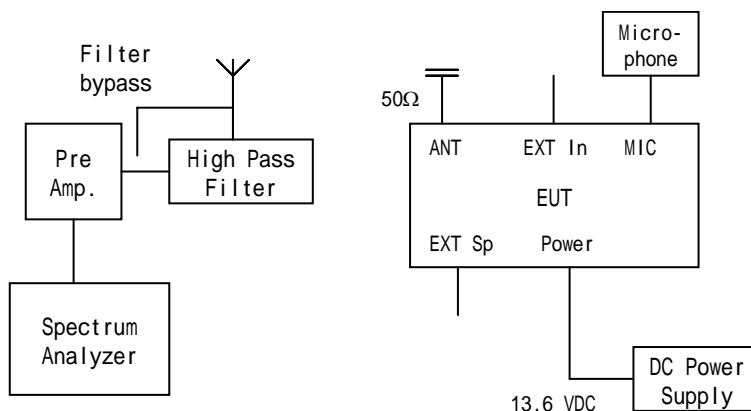 Filter
bypass
Pre
Amp.
High Pass
Filter
Spectrum
Analyzer
Micro-
phone
50Ω
ANT EXT In MIC
EUT
EXT Sp Power
DC Power
Supply
13.6 VDC